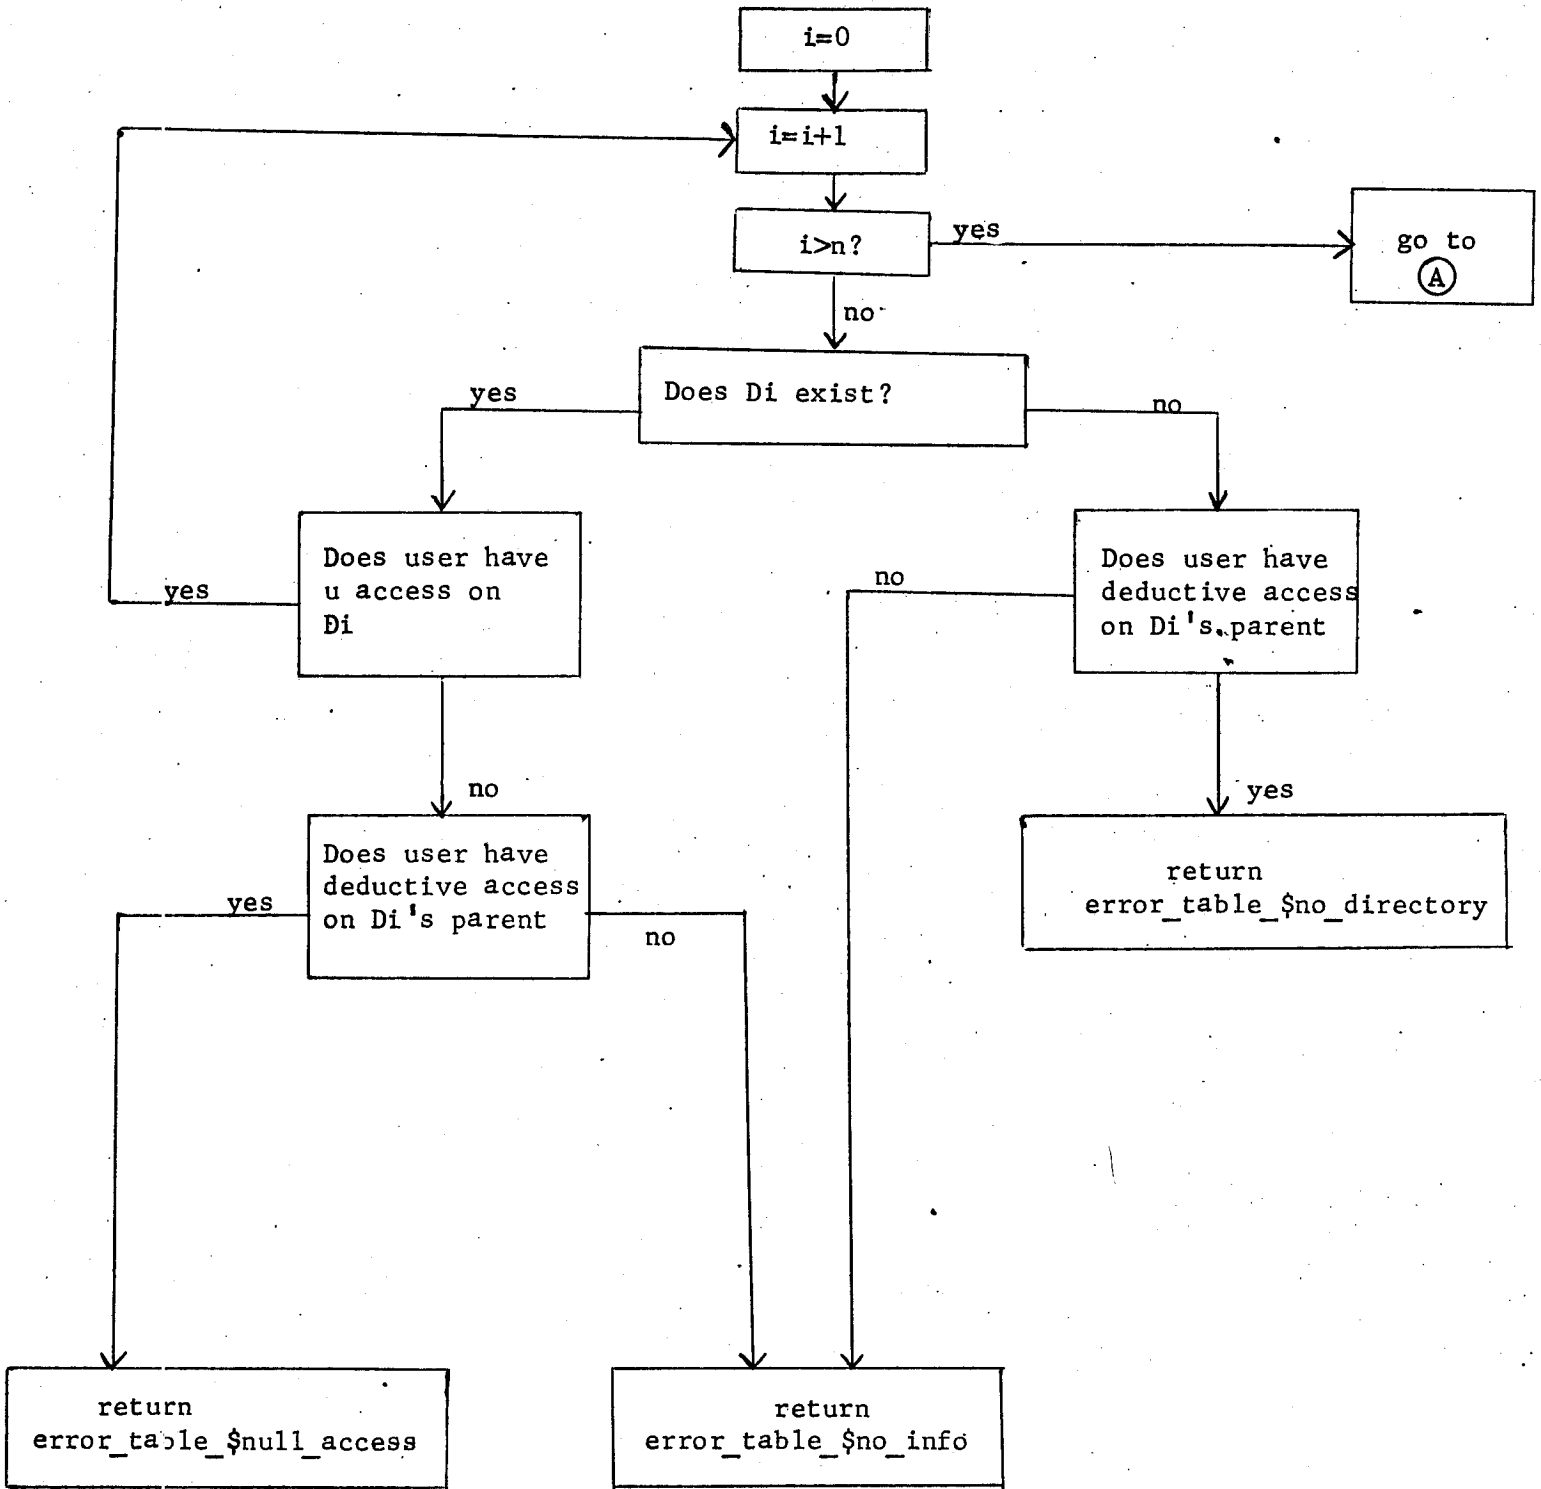 i=0
i=i+1
i>n?
yes
go to
A
no
Does Di exist?
yes
no
Does user have
u access on
Di
yes
no
Does user have
deductive access
on Di's parent
no
yes
Does user have
deductive access
on Di's parent
yes
no
return
error_table_$no_directory
return
error_table_$null_access
return
error_table_$no_info